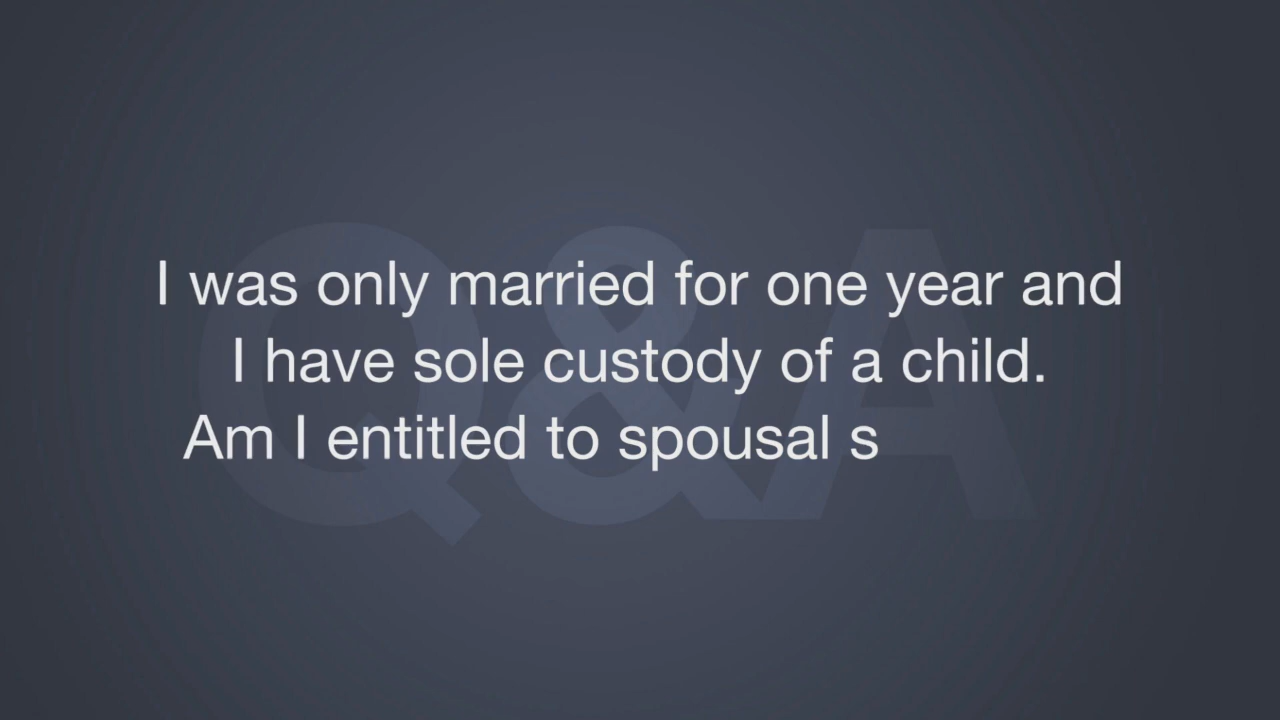 Q&A
I was only married for one year and
I have sole custody of a child.
Am I entitled to spousal s